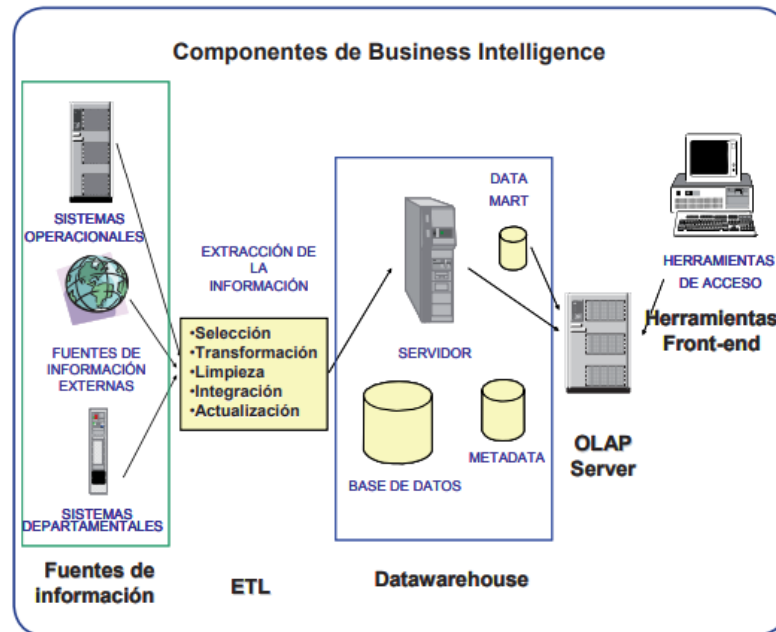 Componentes de Business Intelligence
SISTEMAS
OPERACIONALES
FUENTES DE
INFORMACIÓN
EXTERNAS
SISTEMAS
DEPARTAMENTALES
Fuentes de
información
EXTRACCIÓN DE
LA
INFORMACIÓN
•Selección
•Transformación
•Limpieza
•Integración
•Actualización
ETL
DATA
MART
SERVIDOR
BASE DE DATOS
METADATA
Datawarehouse
OLAP
Server
HERRAMIENTAS
DE ACCESO
Herramientas
Front-end